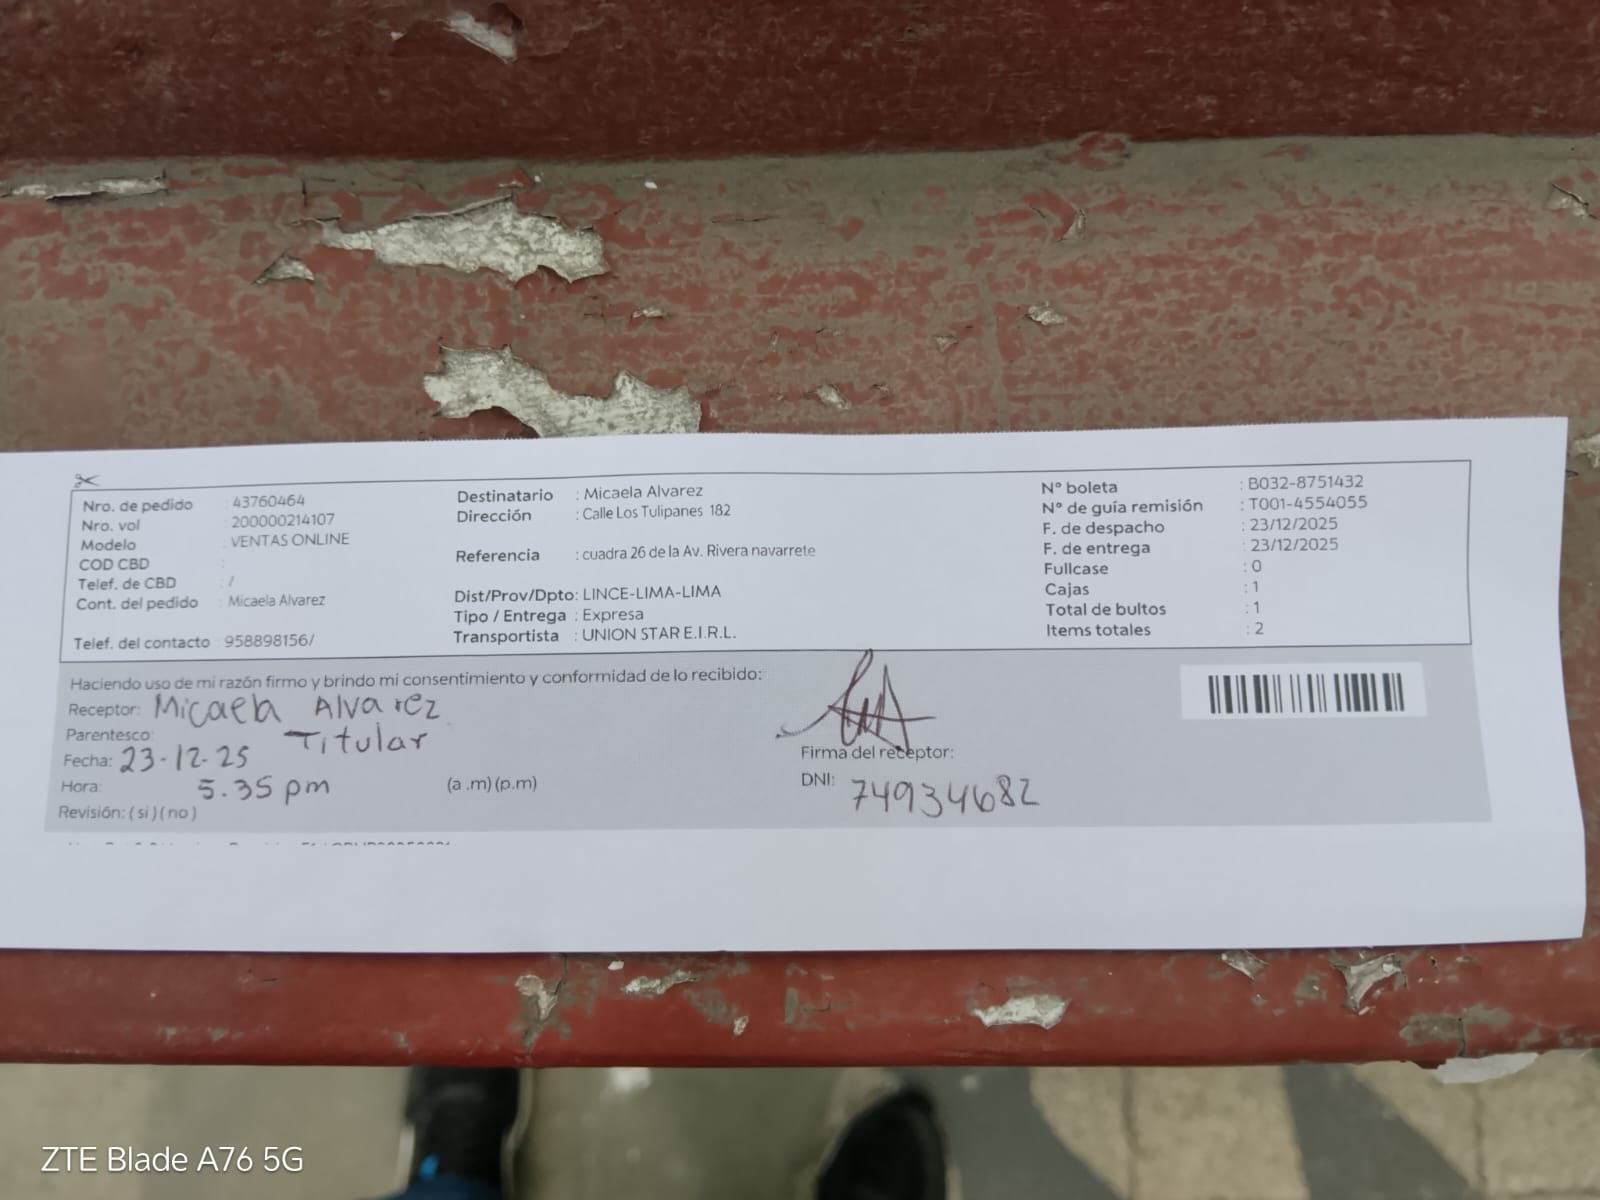 Nro. de pedido : 43760464
Nro. vol : 200000214107
Modelo : VENTAS ONLINE
COD CBD :
Telef. de CBD : /
Cont. del pedido : Micaela Alvarez
Telef. del contacto : 958898156/
Destinatario : Micaela Alvarez
Dirección : Calle Los Tulipanes 182
Referencia : cuadra 26 de la Av. Rivera navarrete
Dist/Prov/Dpto: LINCE-LIMA-LIMA
Tipo / Entrega : Expresa
Transportista : UNION STAR E.I.R.L.
N° boleta : B032-8751432
N° de guía remisión : T001-4554055
F. de despacho : 23/12/2025
F. de entrega : 23/12/2025
Fullcase : 0
Cajas : 1
Total de bultos : 1
Items totales : 2
Haciendo uso de mi razón firmo y brindo mi consentimiento y conformidad de lo recibido:
Receptor: Micaela Alvarez
Parentesco: Titular
Fecha: 23-12-25
Hora: 5.35 pm (a .m) (p.m)
Revisión: ( si ) ( no )
Firma del receptor:
DNI: 74934682
ZTE Blade A76 5G